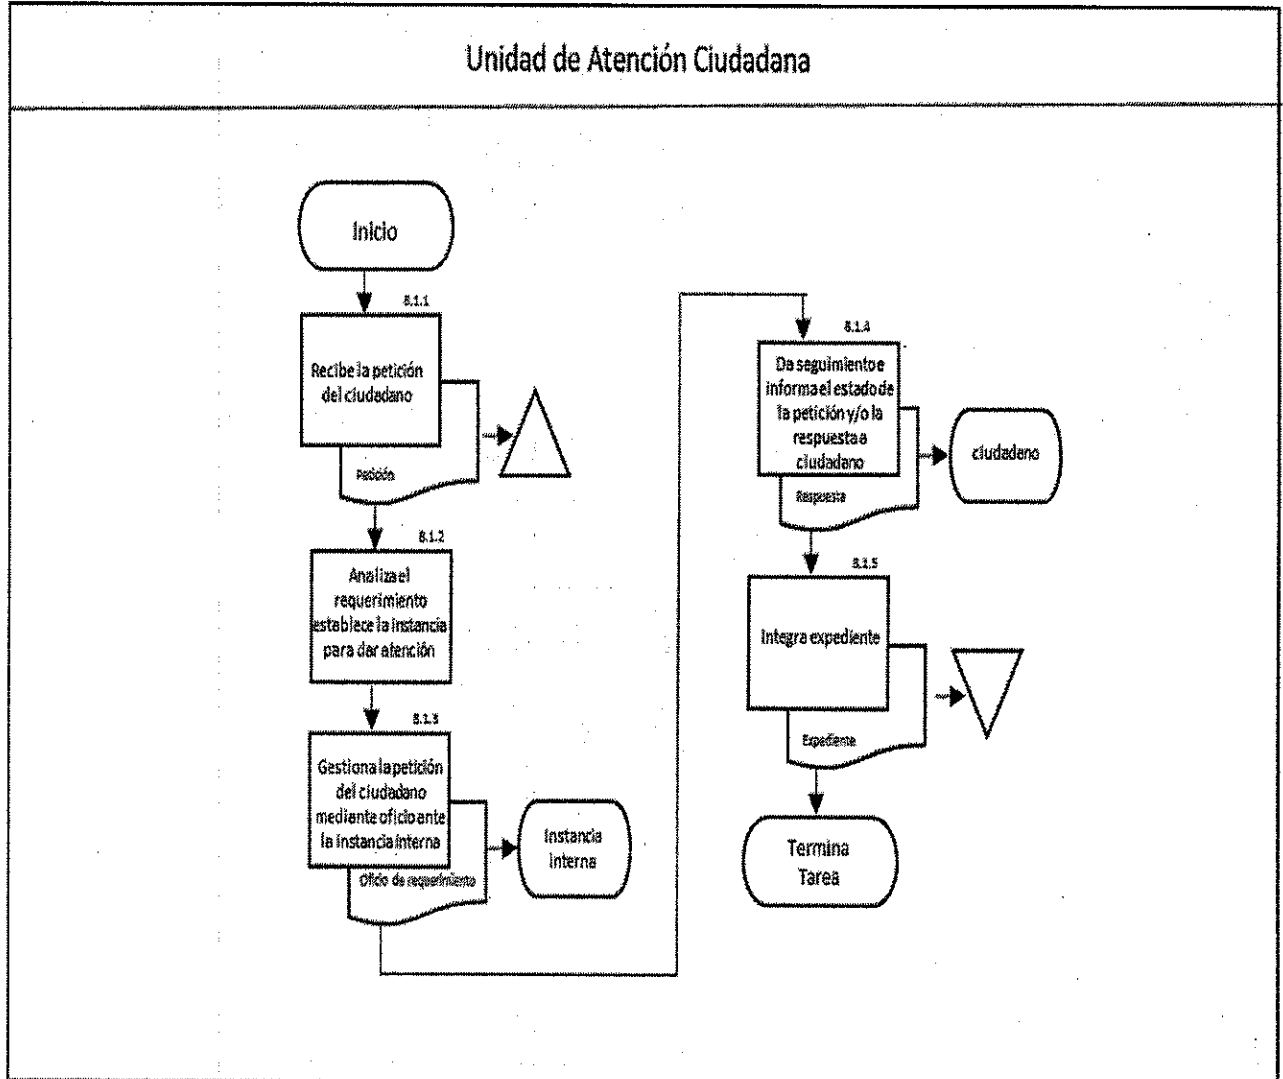 Unidad de Atención Ciudadana
Inicio
8.1.1
Recibe la petición
del ciudadano
Petición
8.1.2
Analiza el
requerimiento
establece la instancia
para dar atención
8.1.3
Gestiona la petición
del ciudadano
mediante oficio ante
la instancia interna
Oficio de requerimiento
Instancia
interna
8.1.4
Da seguimiento e
informa el estado de
la petición y/o la
respuesta a
ciudadano
Respuesta
ciudadano
8.1.5
Integra expediente
Expediente
Termina
Tarea